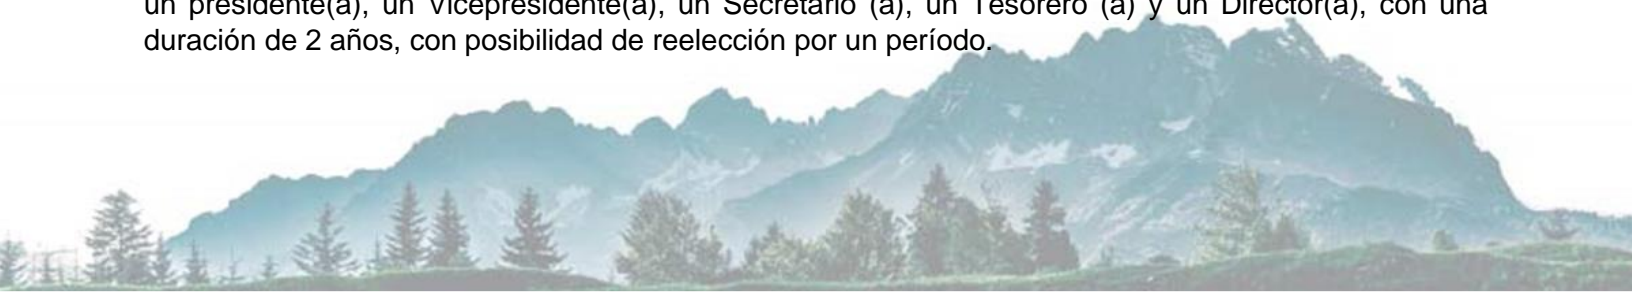 un presidente(a), un Vicepresidente(a), un Secretario (a), un Tesorero (a) y un Director(a), con una
duración de 2 años, con posibilidad de reelección por un período.